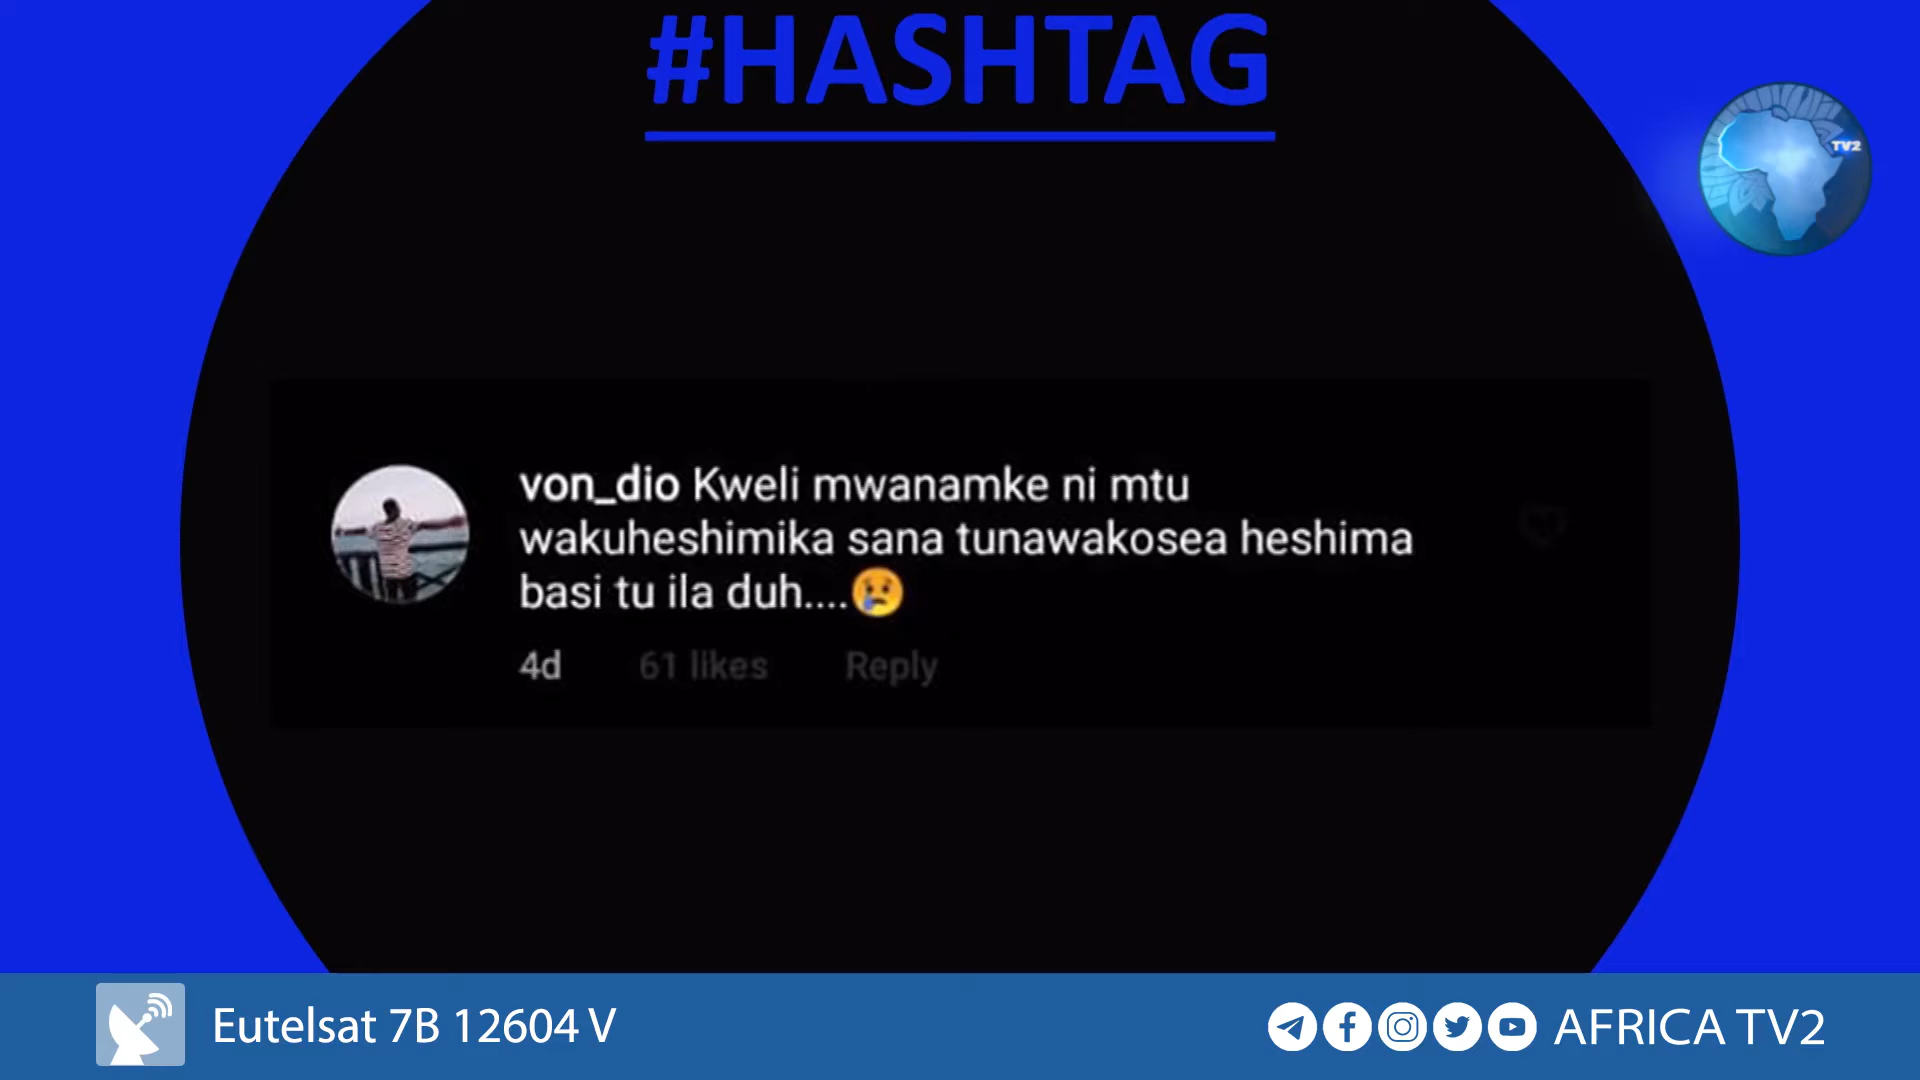 #HASHTAG
TV2
von_dio Kweli mwanamke ni mtu
wakuheshimika sana tunawakosea heshima
basi tu ila duh....😢
4d 61 likes Reply
Eutelsat 7B 12604 V
AFRICA TV2